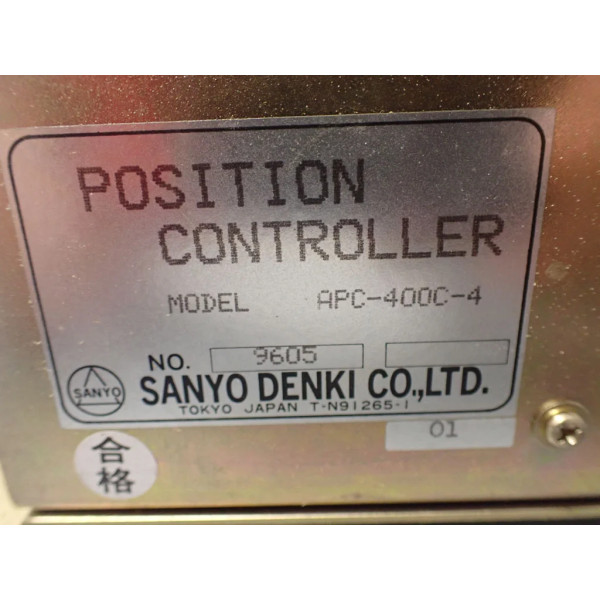 POSITION
CONTROLLER
MODEL APC-400C-4
NO. 9605
SANYO
SANYO DENKI CO.,LTD.
TOKYO JAPAN T-N91265-1
01
合格